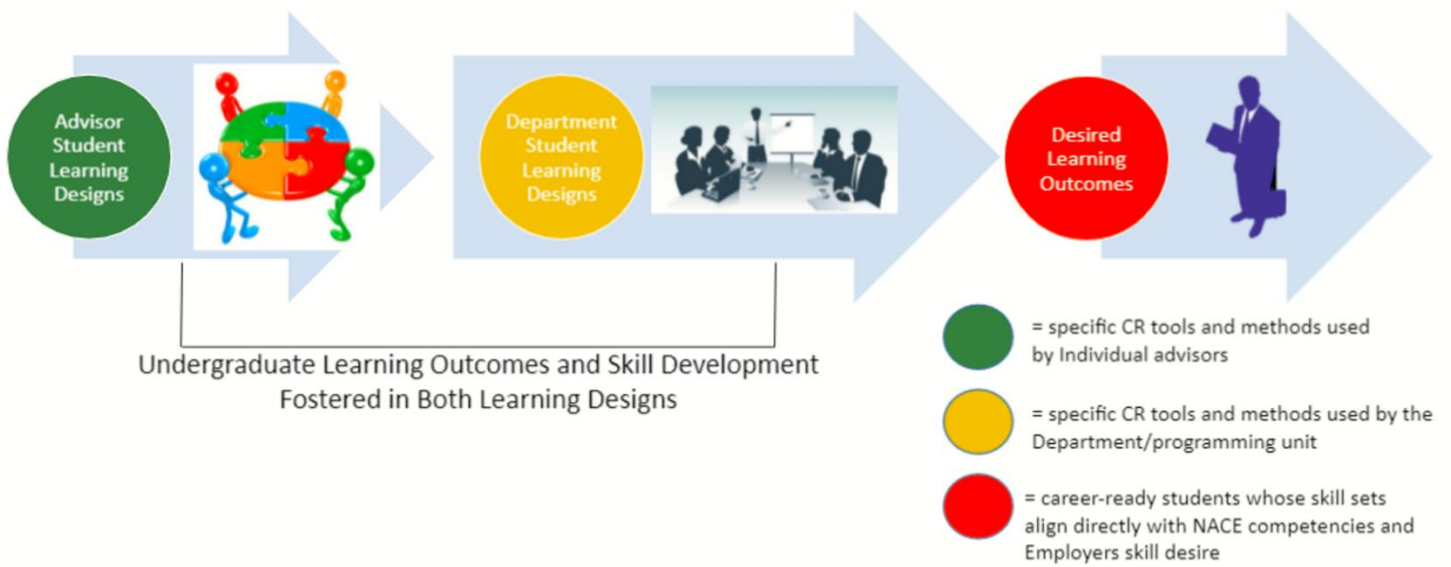 Advisor
Student
Learning
Designs
Department
Student
Learning
Designs
Desired
Learning
Outcomes
Undergraduate Learning Outcomes and Skill Development
Fostered in Both Learning Designs
= specific CR tools and methods used
by Individual advisors
= specific CR tools and methods used by the
Department/programming unit
= career-ready students whose skill sets
align directly with NACE competencies and
Employers skill desire